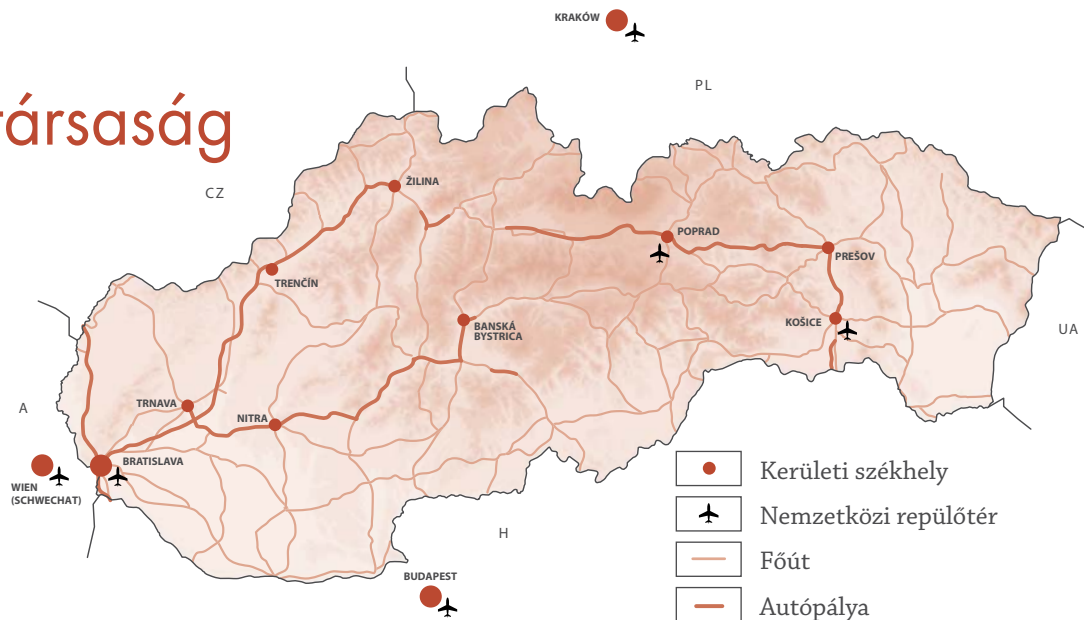 társaság
KRAKÓW
PL
CZ
ŽILINA
POPRAD
PREŠOV
TRENČÍN
BANSKÁ
BYSTRICA
KOŠICE
UA
A
TRNAVA
NITRA
BRATISLAVA
WIEN
(SCHWECHAT)
H
BUDAPEST
Kerületi székhely
Nemzetközi repülőtér
Főút
Autópálya